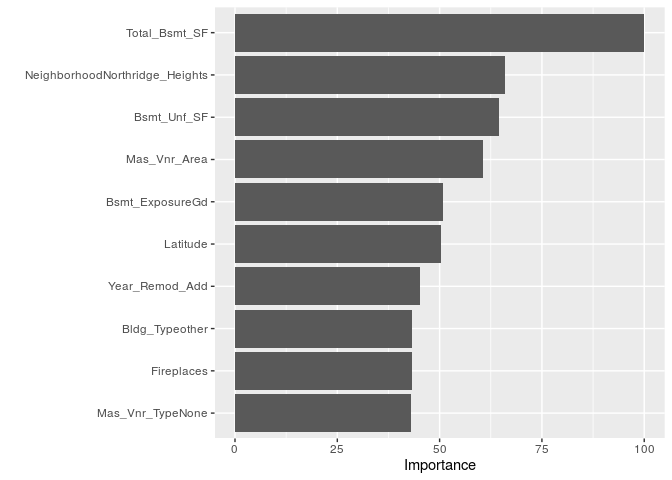 Total_Bsmt_SF
NeighborhoodNorthridge_Heights
Bsmt_Unf_SF
Mas_Vnr_Area
Bsmt_ExposureGd
Latitude
Year_Remod_Add
Bldg_Typeother
Fireplaces
Mas_Vnr_TypeNone
0 25 50 75 100
Importance